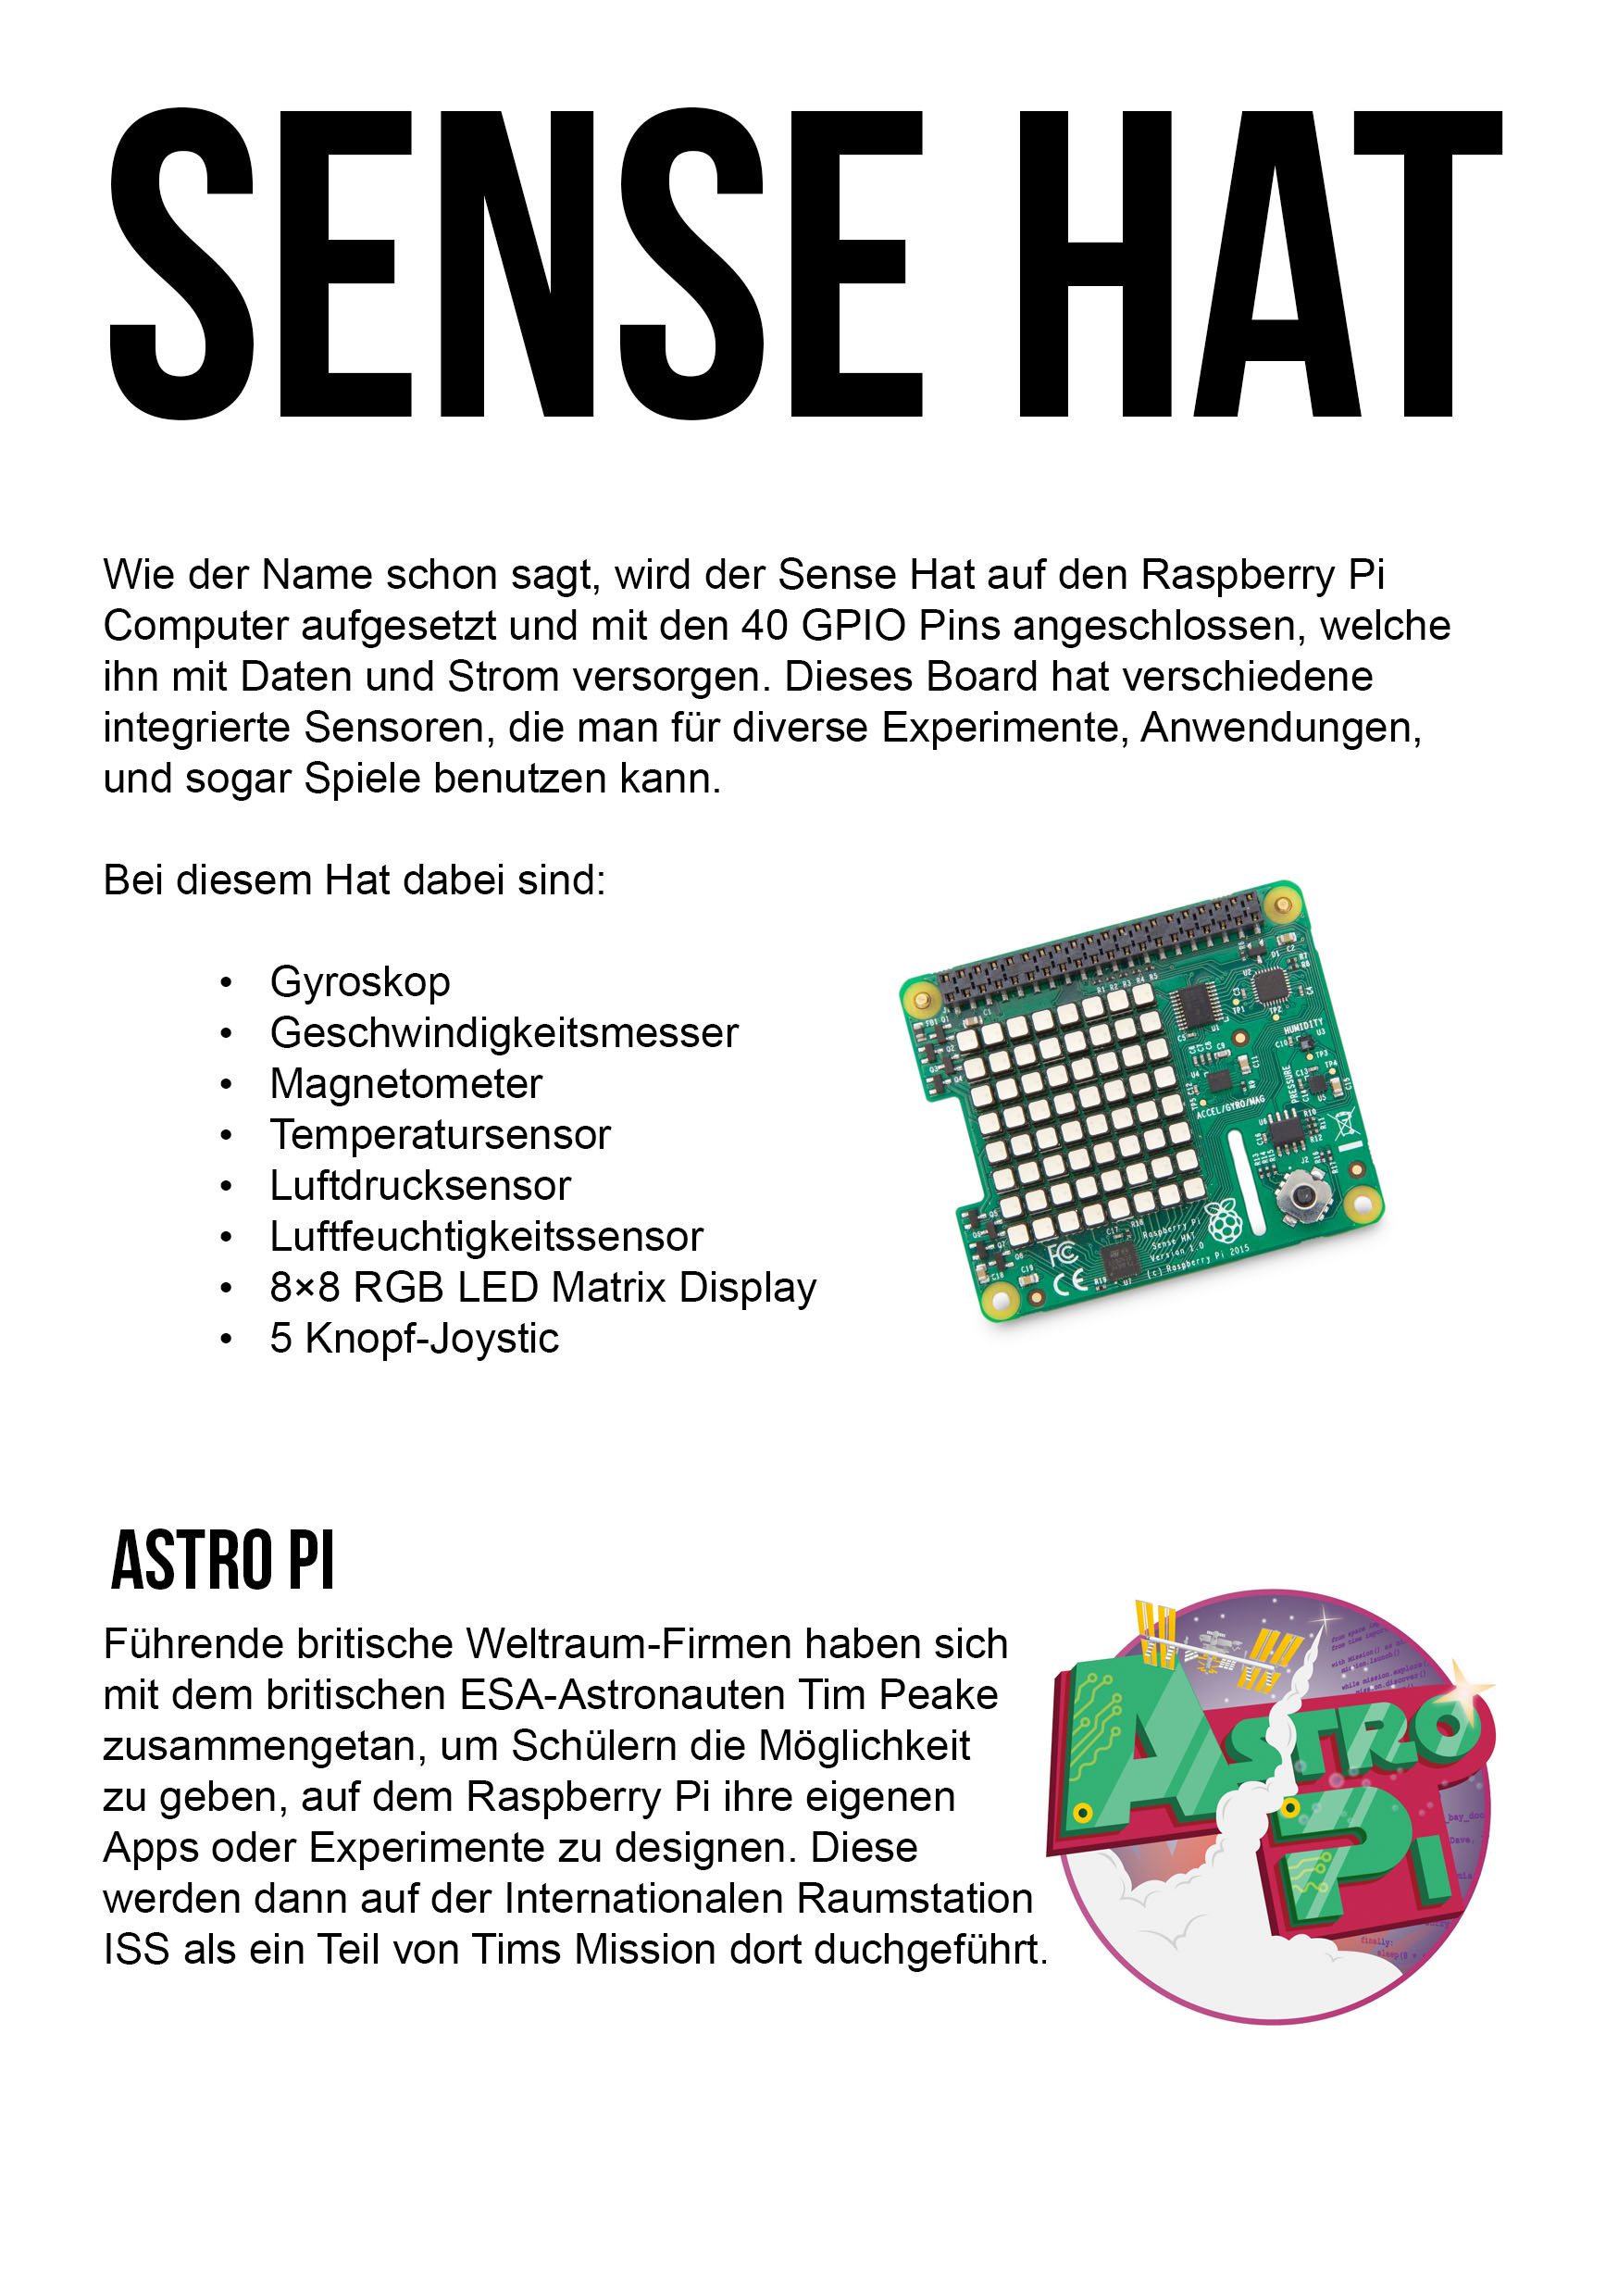 SENSE HAT
Wie der Name schon sagt, wird der Sense Hat auf den Raspberry Pi
Computer aufgesetzt und mit den 40 GPIO Pins angeschlossen, welche
ihn mit Daten und Strom versorgen. Dieses Board hat verschiedene
integrierte Sensoren, die man für diverse Experimente, Anwendungen,
und sogar Spiele benutzen kann.
Bei diesem Hat dabei sind:
• Gyroskop
• Geschwindigkeitsmesser
• Magnetometer
• Temperatursensor
• Luftdrucksensor
• Luftfeuchtigkeitssensor
• 8×8 RGB LED Matrix Display
• 5 Knopf-Joystic
HUMIDITY
PRESSURE
ACCEL/GYRO/MAG
Raspberry Pi
Sense HAT
Version 1.0
(c) Raspberry Pi 2015
FC
CE
ASTRO PI
Führende britische Weltraum-Firmen haben sich
mit dem britischen ESA-Astronauten Tim Peake
zusammengetan, um Schülern die Möglichkeit
zu geben, auf dem Raspberry Pi ihre eigenen
Apps oder Experimente zu designen. Diese
werden dann auf der Internationalen Raumstation
ISS als ein Teil von Tims Mission dort duchgeführt.
ASTRO
Pi